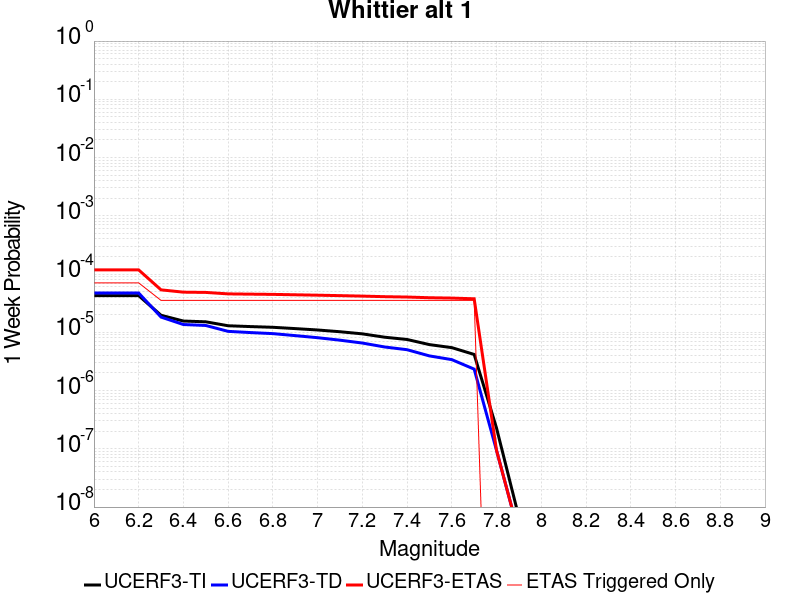 Whittier alt 1
10^0
10^-1
10^-2
10^-3
10^-4
10^-5
10^-6
10^-7
10^-8
1 Week Probability
6 6.2 6.4 6.6 6.8 7 7.2 7.4 7.6 7.8 8 8.2 8.4 8.6 8.8 9
Magnitude
UCERF3-TI UCERF3-TD UCERF3-ETAS ETAS Triggered Only